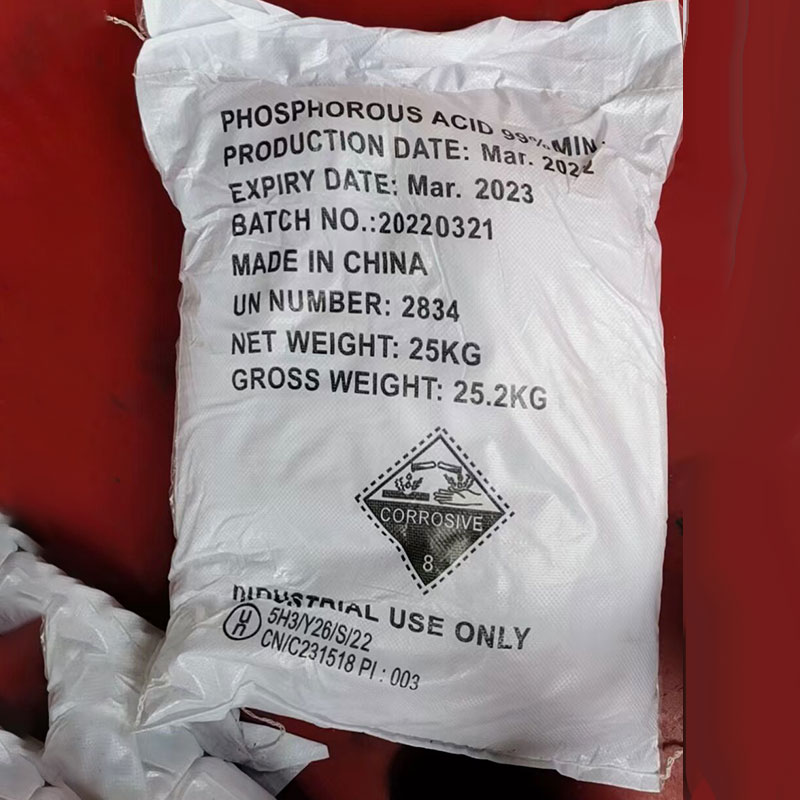 PHOSPHOROUS ACID 99%MIN.
PRODUCTION DATE: Mar. 2022
EXPIRY DATE: Mar. 2023
BATCH NO.:20220321
MADE IN CHINA
UN NUMBER: 2834
NET WEIGHT: 25KG
GROSS WEIGHT: 25.2KG
CORROSIVE
8
INDUSTRIAL USE ONLY
un 5H3/Y26/S/22
CN/C231518 PI : 003